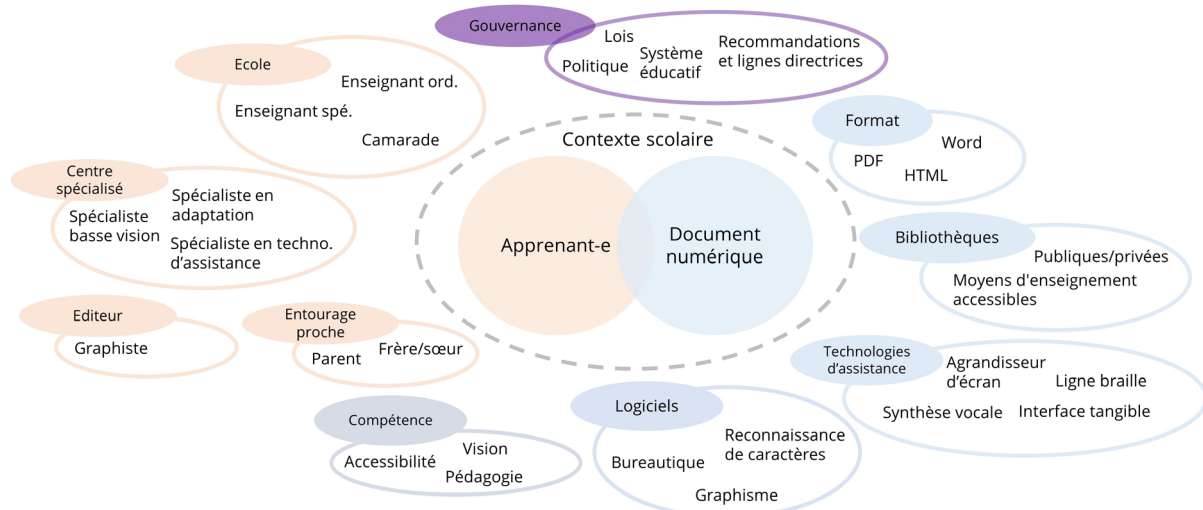 Gouvernance
Lois
Politique
Système
éducatif
Recommandations
et lignes directrices
Ecole
Enseignant ord.
Enseignant spé.
Camarade
Contexte scolaire
Apprenant-e
Document
numérique
Format
Word
PDF
HTML
Centre
spécialisé
Spécialiste en
adaptation
Spécialiste
basse vision
Spécialiste en techno.
d'assistance
Bibliothèques
Publiques/privées
Moyens d'enseignement
accessibles
Editeur
Graphiste
Entourage
proche
Parent
Frère/sœur
Technologies
d'assistance
Agrandisseur
d'écran
Ligne braille
Synthèse vocale
Interface tangible
Compétence
Accessibilité
Vision
Pédagogie
Logiciels
Bureautique
Reconnaissance
de caractères
Graphisme